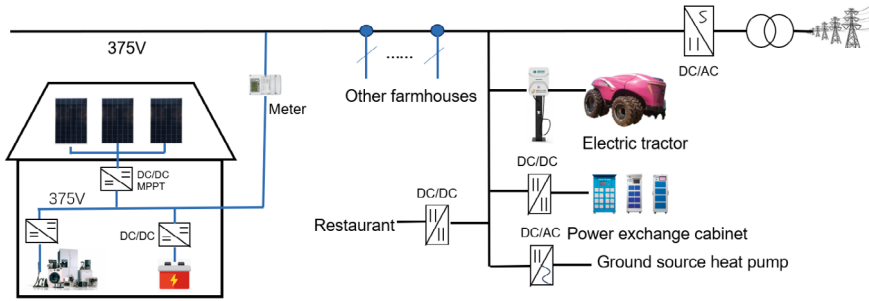 375V
DC/AC
Meter
Other farmhouses
......
Electric tractor
DC/DC
MPPT
375V
DC/DC
DC/DC
Restaurant
DC/DC
Power exchange cabinet
DC/AC
Ground source heat pump